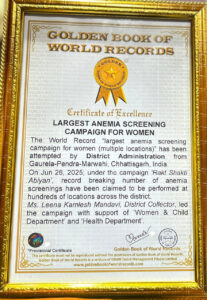 GOLDEN BOOK OF
WORLD RECORDS
Certificate of Excellence
LARGEST ANEMIA SCREENING
CAMPAIGN FOR WOMEN
The World Record "largest anemia screening
campaign for women (multiple locations)" has been
attempted by District Administration from
Gaurela-Pendra-Marwahi, Chhattisgarh, India.
On Jun 26, 2025, under the campaign 'Rakt Shakti
Abiyan', record breaking number of anemia
screenings have been claimed to be performed at
hundreds of locations across the district.
Ms. Leena Kamlesh Mandavi, District Collector, led
the campaign with support of 'Women & Child
Department' and 'Health Department'.
*Provisional Certificate
Golden Book of World Records
www.goldenbookofworldrecords.com